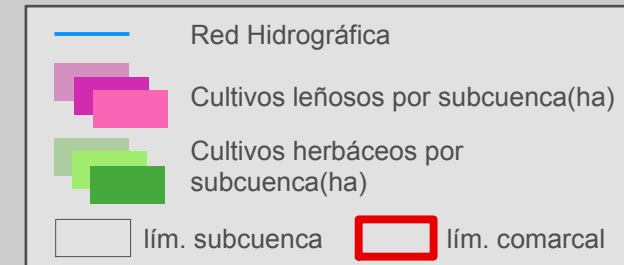 Red Hidrográfica
Cultivos leñosos por subcuenca(ha)
Cultivos herbáceos por
subcuenca(ha)
lím. subcuenca lím. comarcal